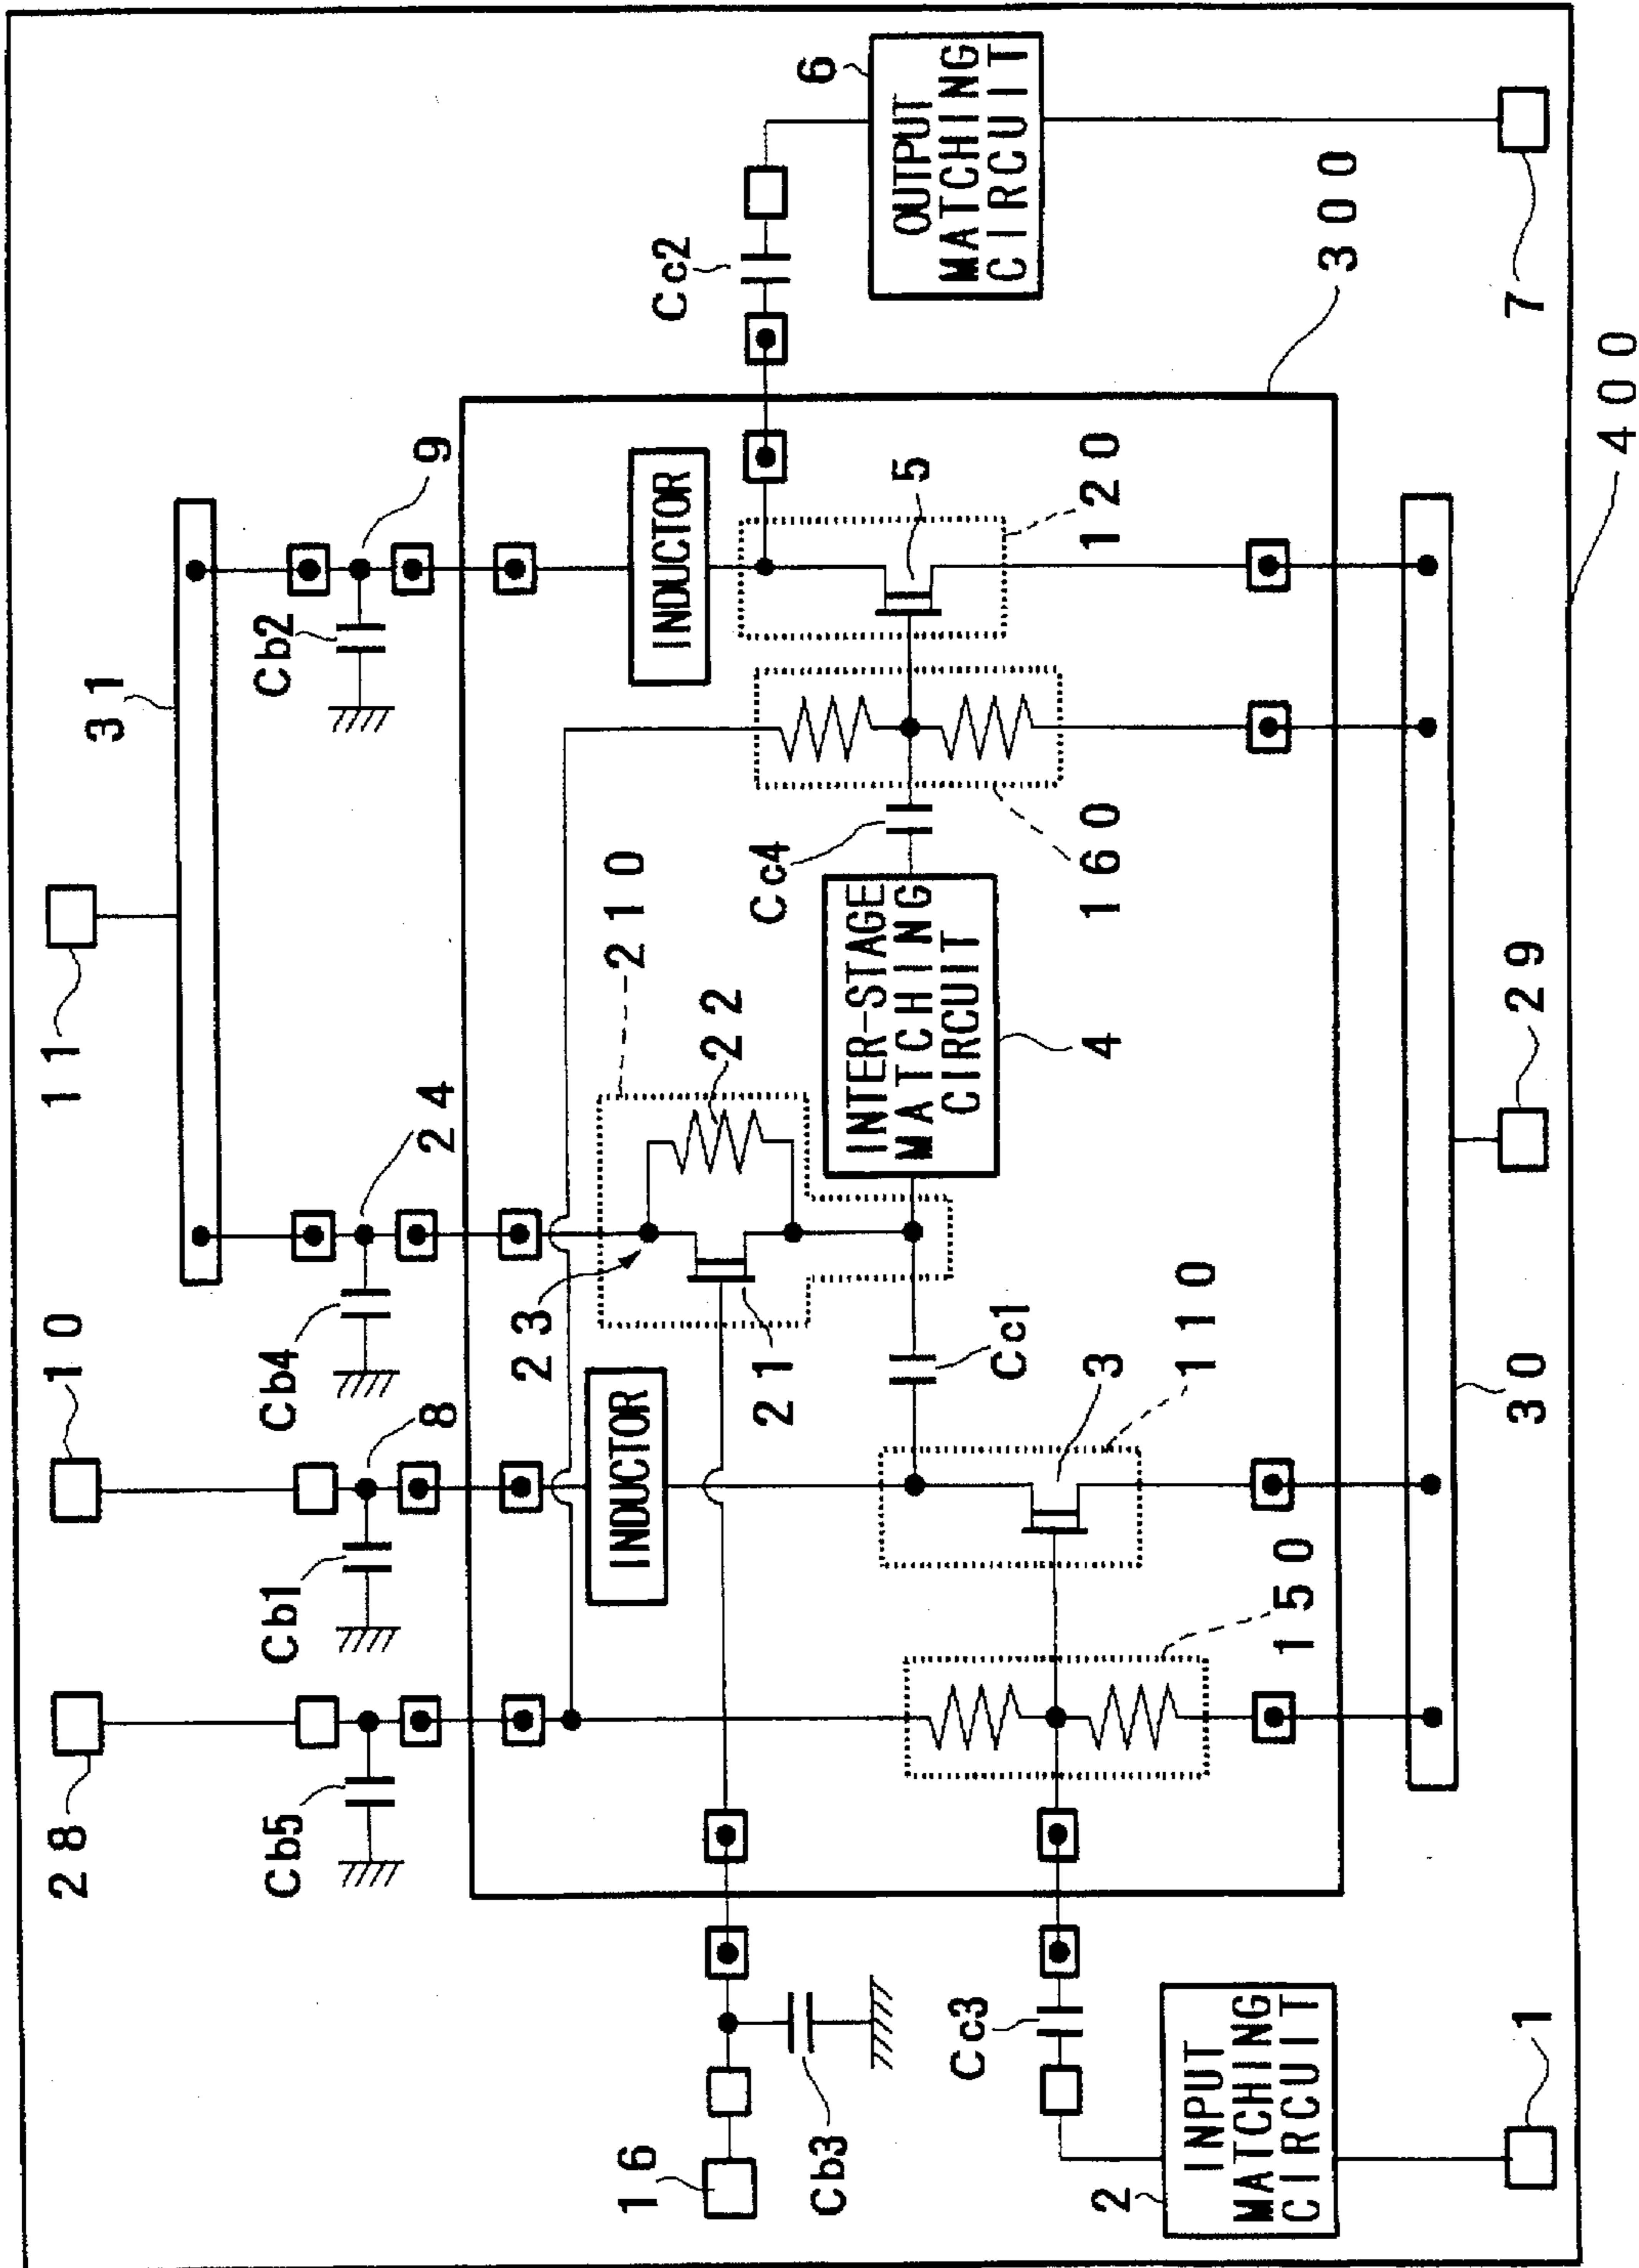 28
10
11
31
Cb5
Cb1
8
Cb4
24
Cb2
9
16
Cb3
INDUCTOR
23
21
22
210
INDUCTOR
Cc2
6
OUTPUT
MATCHING
CIRCUIT
Cc3
2
INPUT
MATCHING
CIRCUIT
1
150
3
110
Cc1
INTER-STAGE
MATCHING
CIRCUIT
4
Cc4
160
5
120
300
7
30
29
400